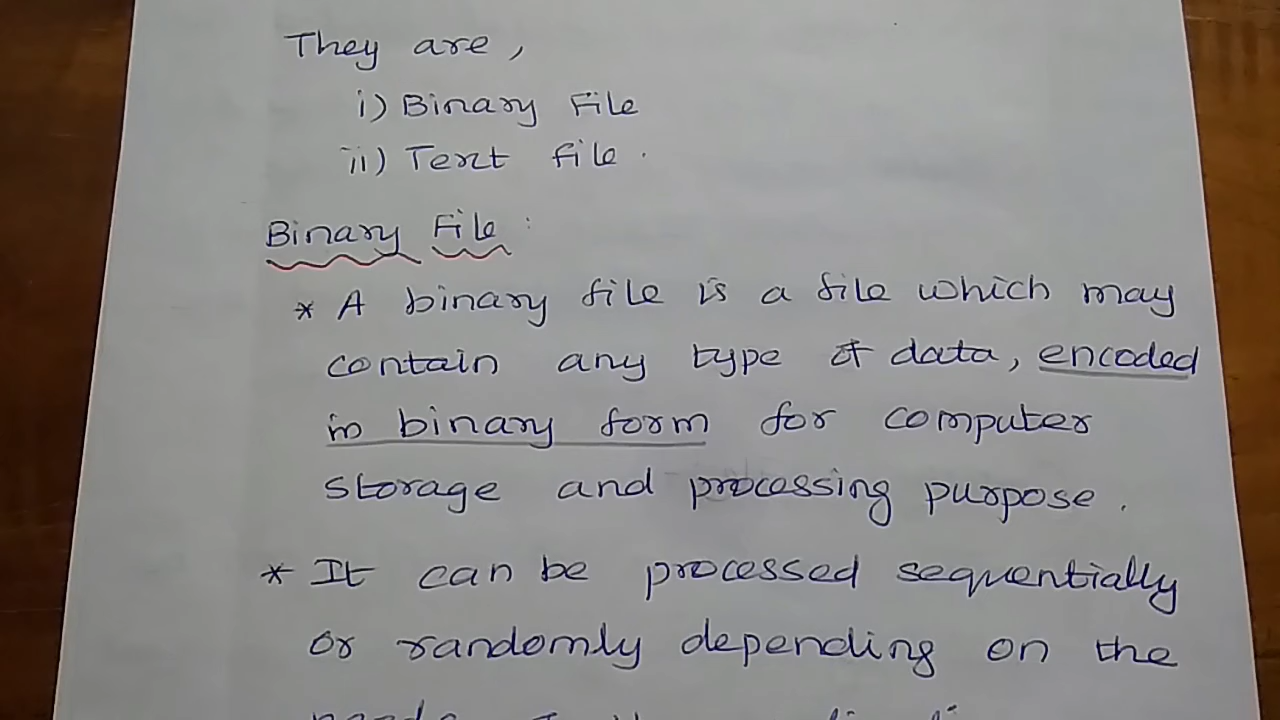 They are,
i) Binary File
ii) Text file.
Binary File:
* A binary file is a file which may
contain any type of data, encoded
in binary form for computer
storage and processing purpose.
* It can be processed sequentially
or randomly depending on the